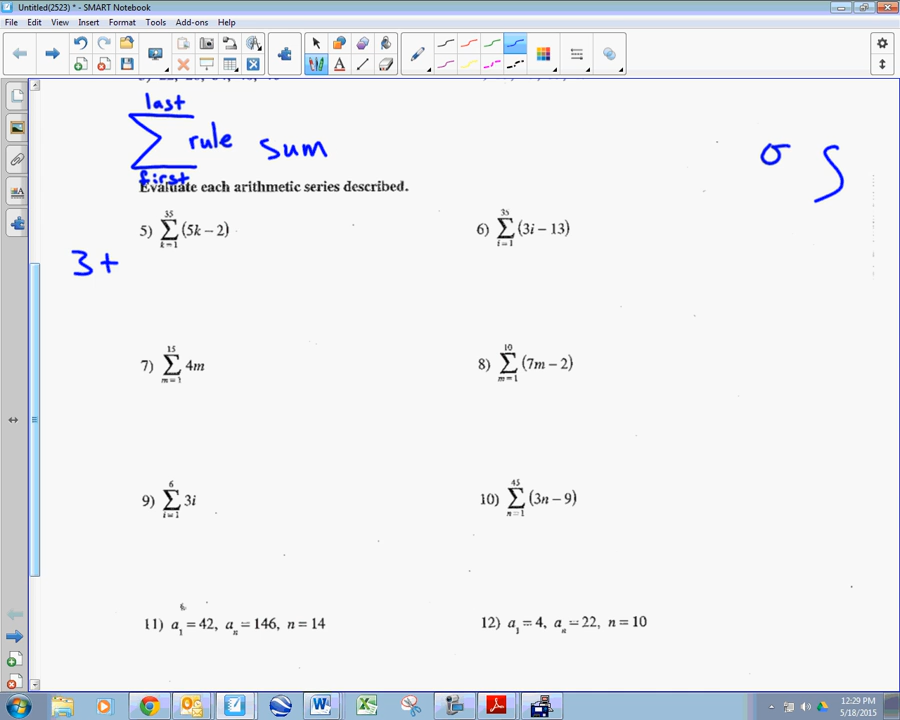 Untitled(2523) * - SMART Notebook
File Edit View Insert Format Tools Add-ons Help
last
∑ rule sum
first
σ ∫
Evaluate each arithmetic series described.
5) 35 ∑ k=1 (5k − 2)
6) 35 ∑ i=1 (3i − 13)
3 +
7) 15 ∑ m=1 4m
8) 10 ∑ m=1 (7m − 2)
9) 6 ∑ i=1 3i
10) 45 ∑ n=1 (3n − 9)
11) a₁ = 42, aₙ = 146, n = 14
12) a₁ = 4, aₙ = 22, n = 10
12:29 PM
5/18/2015